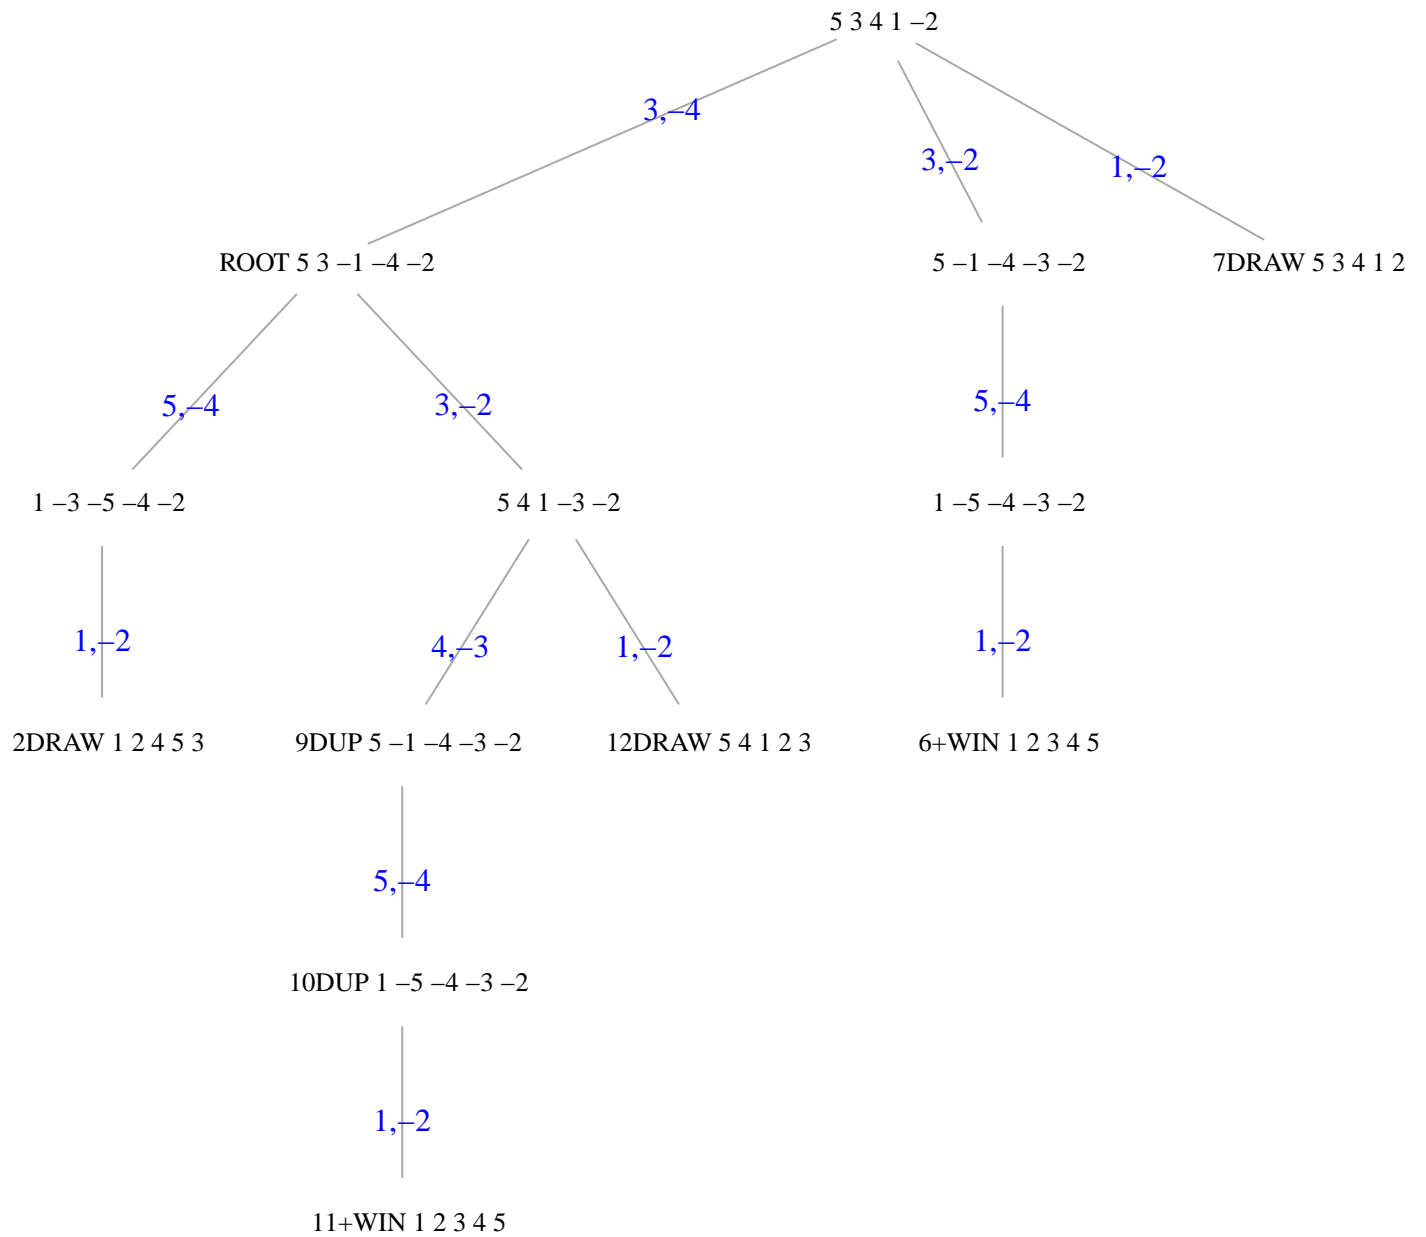 5 3 4 1 –2
3,–4
3,–2
1,–2
ROOT 5 3 –1 –4 –2
5 –1 –4 –3 –2
7DRAW 5 3 4 1 2
5,–4
3,–2
5,–4
1 –3 –5 –4 –2
5 4 1 –3 –2
1 –5 –4 –3 –2
1,–2
4,–3
1,–2
1,–2
2DRAW 1 2 4 5 3
9DUP 5 –1 –4 –3 –2
12DRAW 5 4 1 2 3
6+WIN 1 2 3 4 5
5,–4
10DUP 1 –5 –4 –3 –2
1,–2
11+WIN 1 2 3 4 5